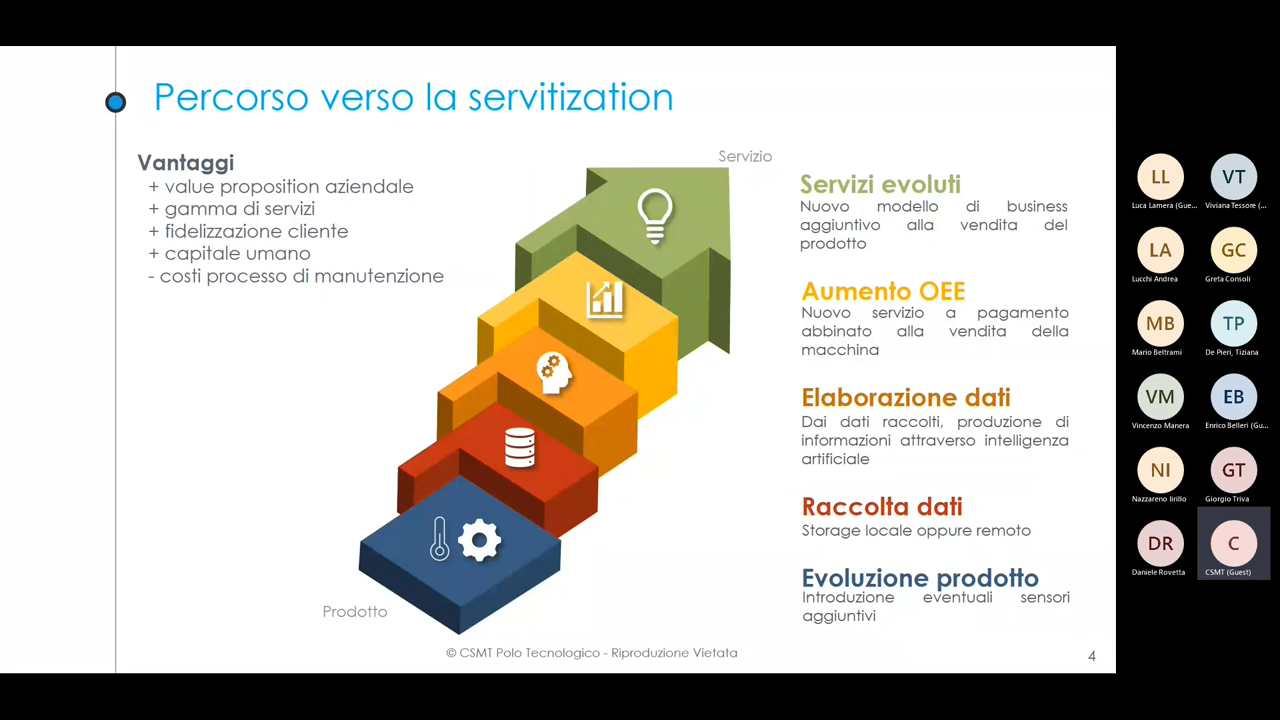 Percorso verso la servitization
Vantaggi
+ value proposition aziendale
+ gamma di servizi
+ fidelizzazione cliente
+ capitale umano
- costi processo di manutenzione
Servizio
Prodotto
Servizi evoluti
Nuovo modello di business
aggiuntivo alla vendita del
prodotto
Aumento OEE
Nuovo servizio a pagamento
abbinato alla vendita della
macchina
Elaborazione dati
Dai dati raccolti, produzione di
informazioni attraverso intelligenza
artificiale
Raccolta dati
Storage locale oppure remoto
Evoluzione prodotto
Introduzione eventuali sensori
aggiuntivi
© CSMT Polo Tecnologico - Riproduzione Vietata
4
LL
Luca Lamera (Gue...
VT
Viviana Tessore (...
LA
Lucchi Andrea
GC
Greta Consoli
MB
Mario Beltrami
TP
De Pieri, Tiziana
VM
Vincenzo Manera
EB
Enrico Belleri (Gu...
NI
Nazzareno Iirillo
GT
Giorgio Triva
DR
Daniele Rovetta
C
CSMT (Guest)